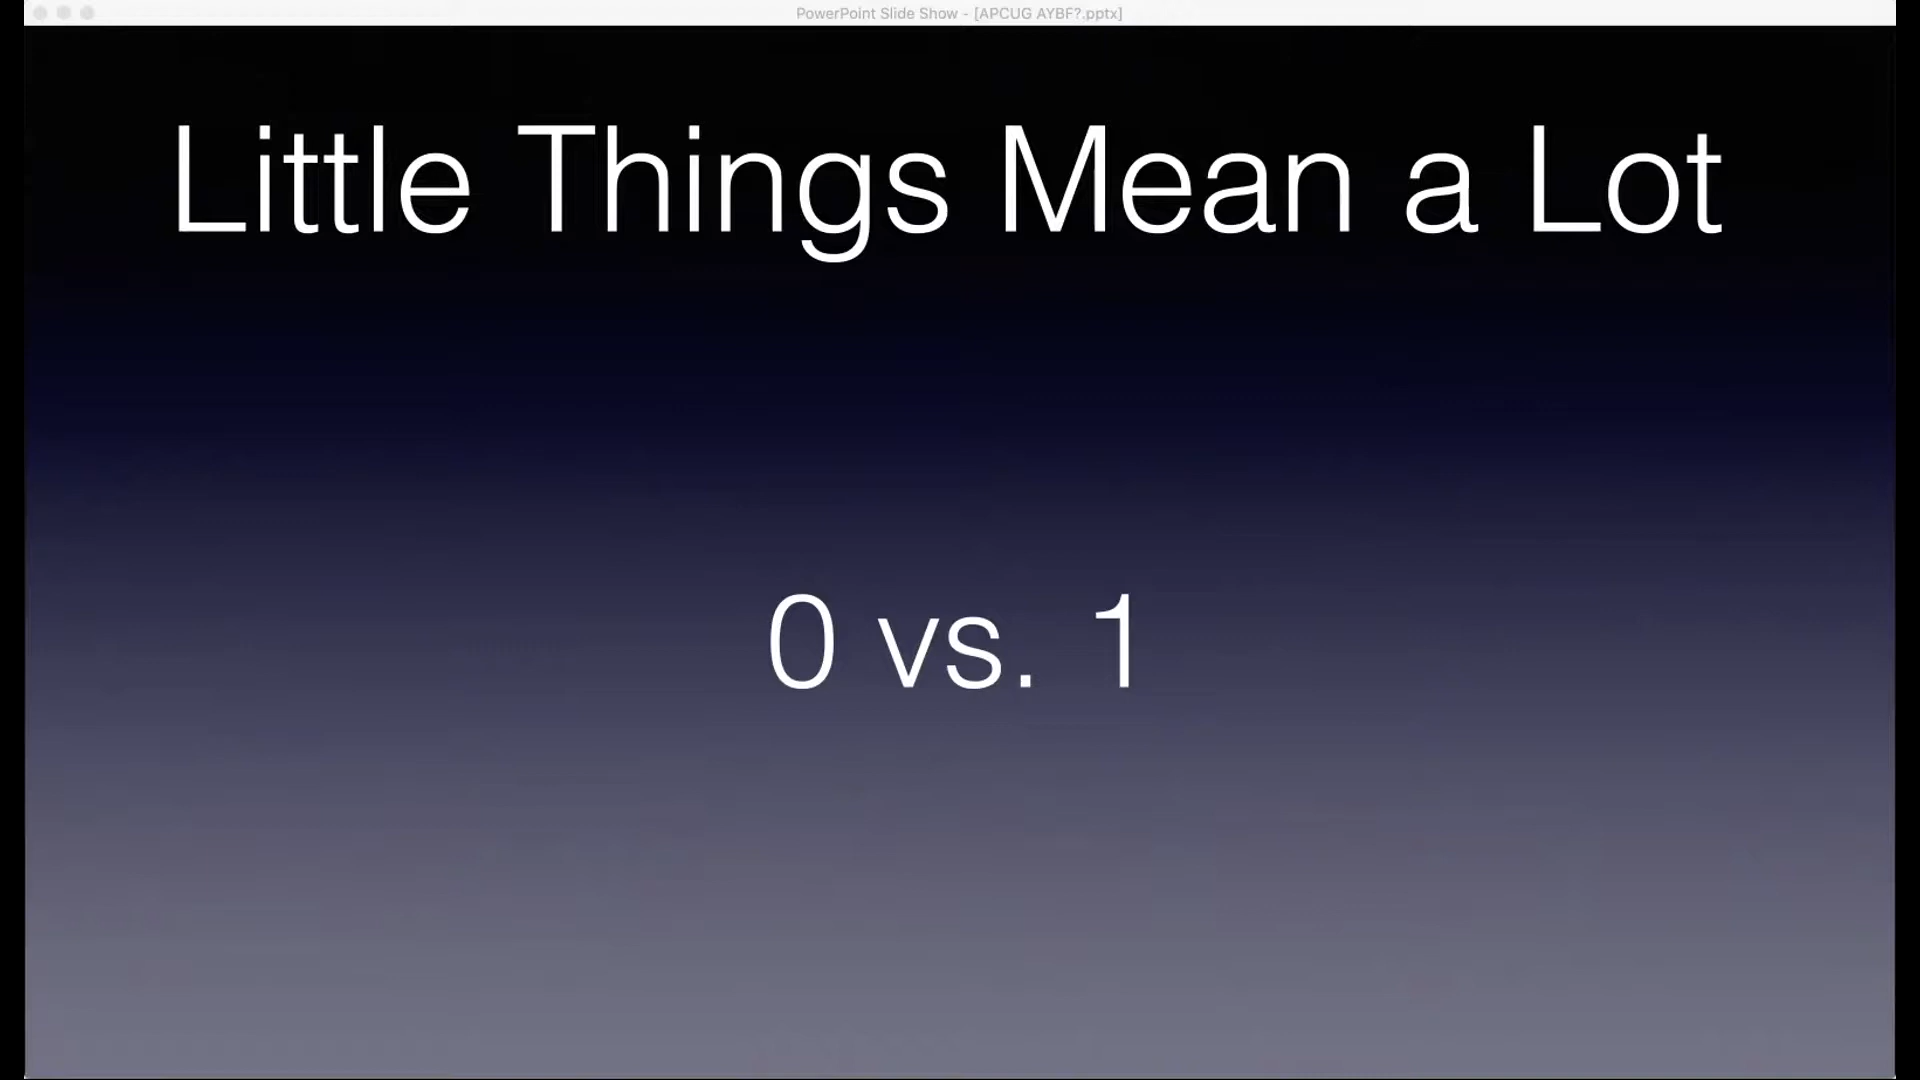 PowerPoint Slide Show - [APCUG AYBF?.pptx]
Little Things Mean a Lot
0 vs. 1